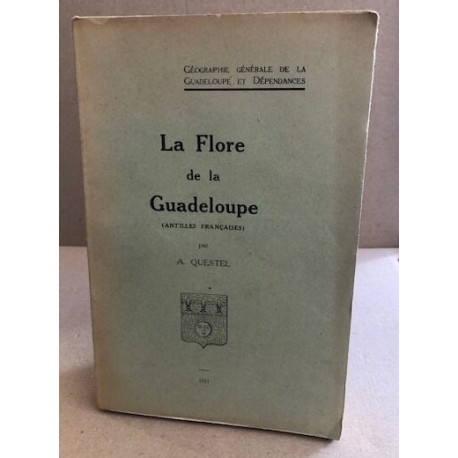 Géographie générale de la
Guadeloupe et Dépendances
La Flore
de la
Guadeloupe
(ANTILLES FRANÇAISES)
par
A. QUESTEL